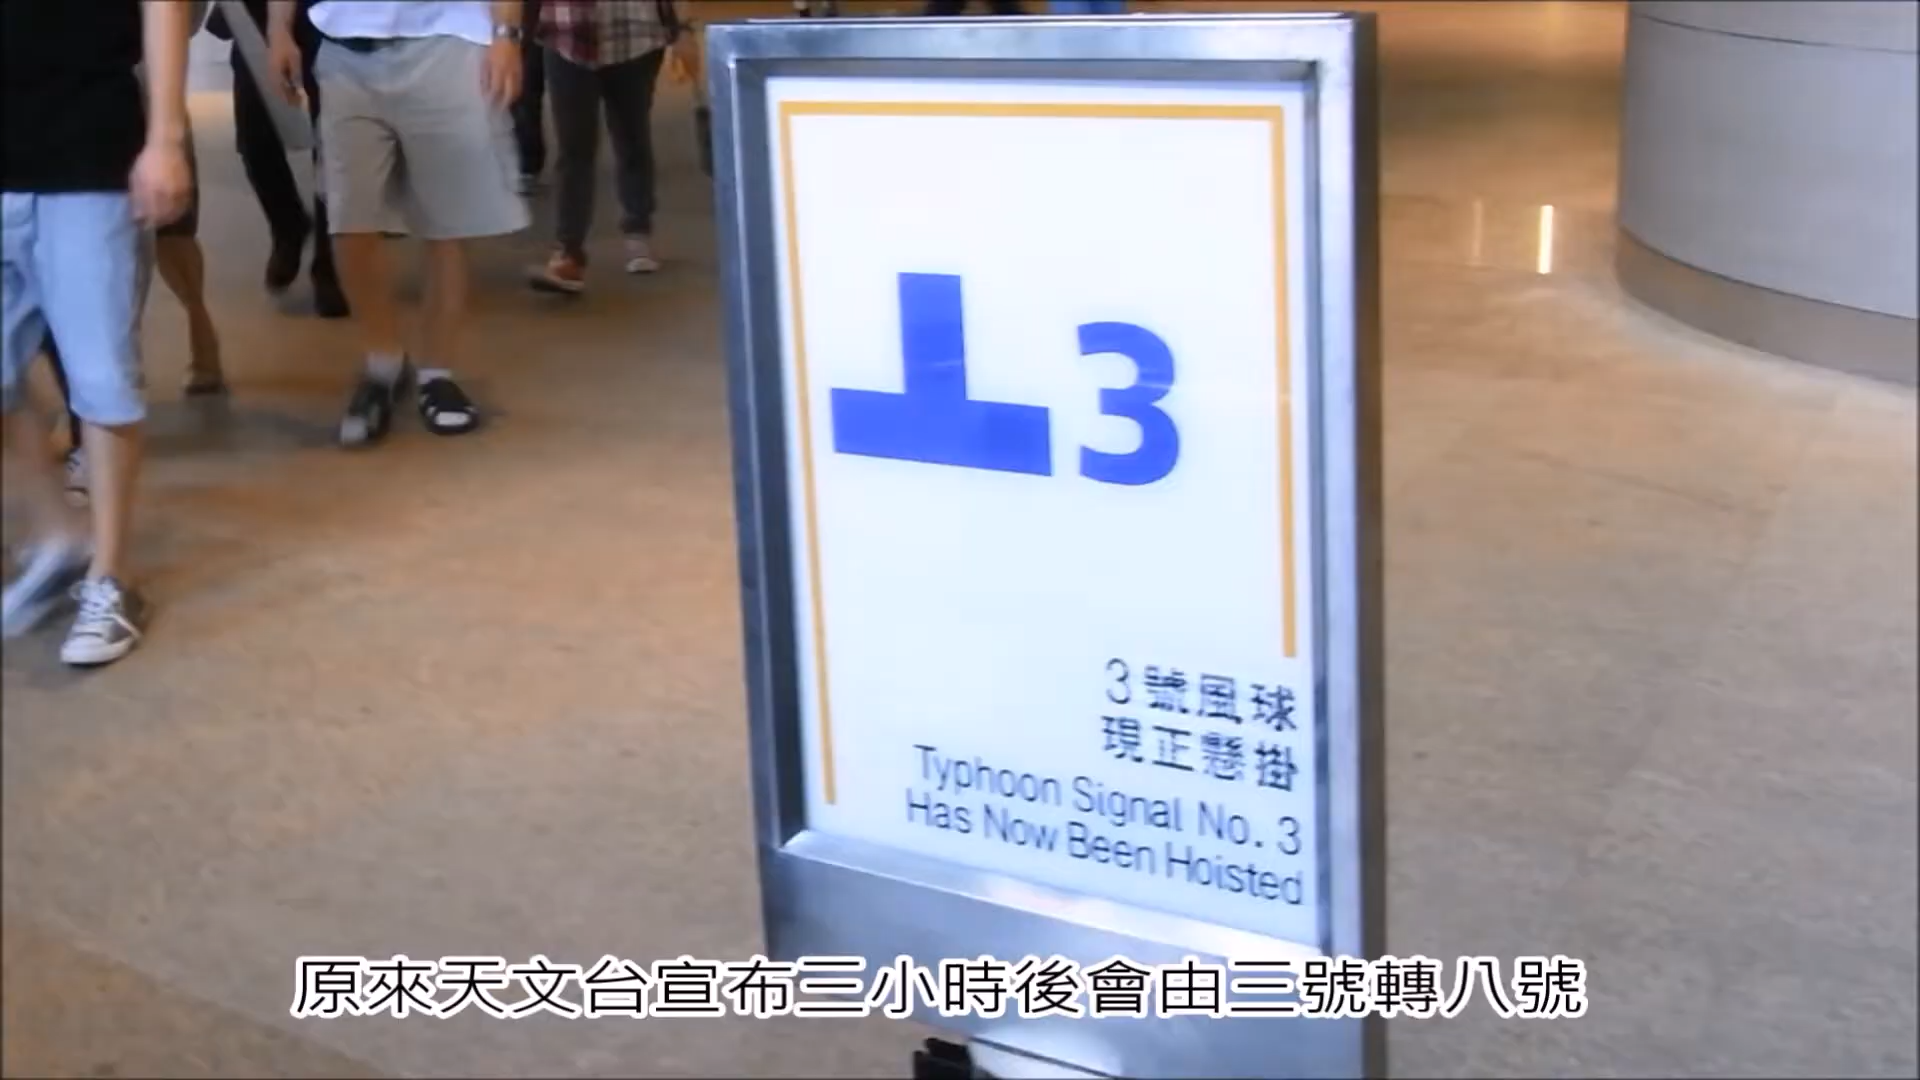 3
3 號風球
現正懸掛
Typhoon Signal No. 3
Has Now Been Hoisted
原來天文台宣布三小時後會由三號轉八號